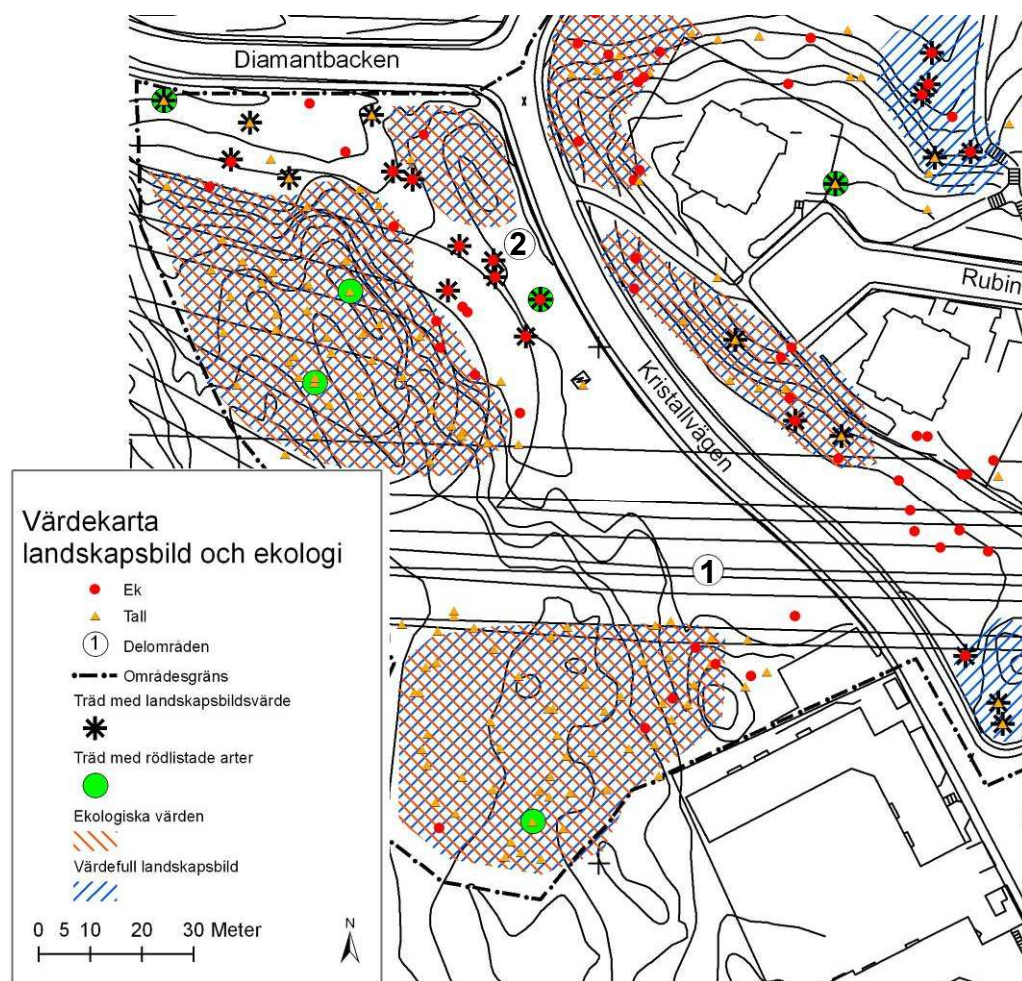 Diamantbacken
2
Rubin
Kristallvägen
1
Värdekarta
landskapsbild och ekologi
Ek
Tall
1 Delområden
Områdesgräns
Träd med landskapsbildsvärde
Träd med rödlistade arter
Ekologiska värden
Värdefull landskapsbild
0 5 10 20 30 Meter
N